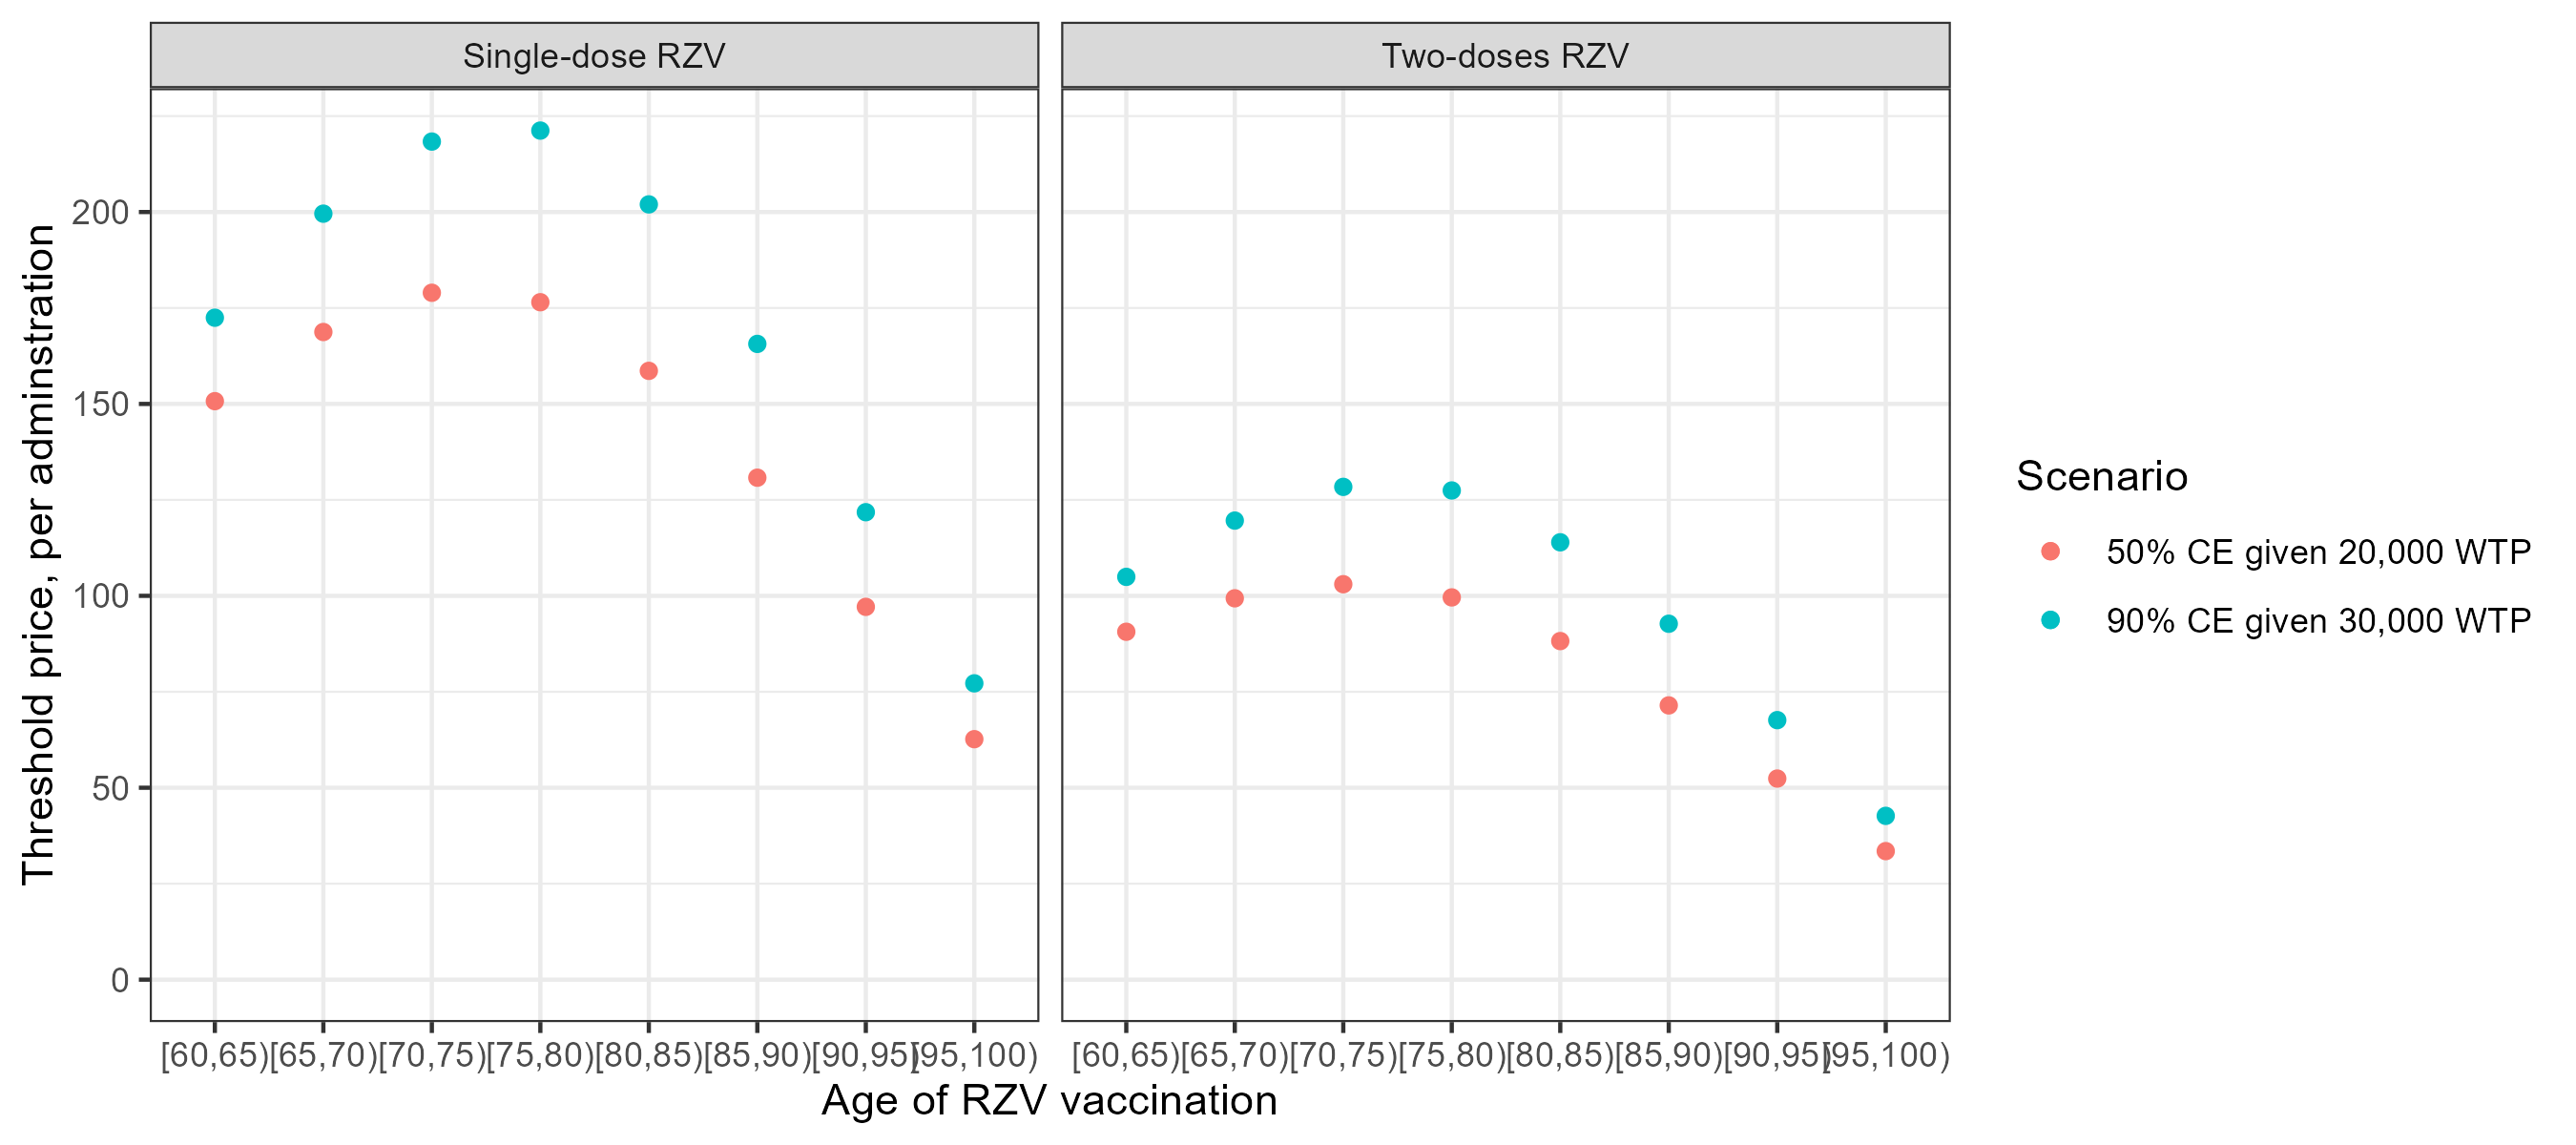 Single-dose RZV
Two-doses RZV
Threshold price, per adminstration
200
150
100
50
0
[60,65) [65,70) [70,75) [75,80) [80,85) [85,90) [90,95) [95,100)
[60,65) [65,70) [70,75) [75,80) [80,85) [85,90) [90,95) [95,100)
Age of RZV vaccination
Scenario
50% CE given 20,000 WTP
90% CE given 30,000 WTP